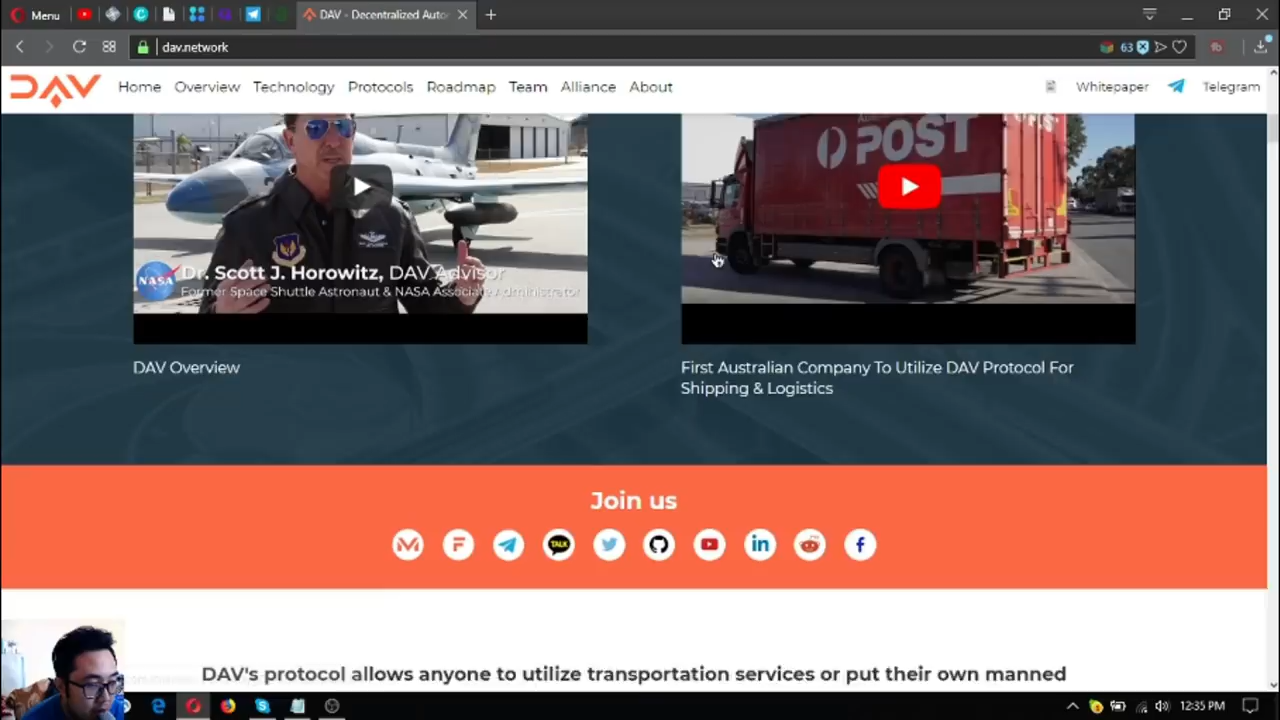 Menu
DAV - Decentralized Auto
dav.network
63
DAV
Home
Overview
Technology
Protocols
Roadmap
Team
Alliance
About
Whitepaper
Telegram
POST
NASA
Dr. Scott J. Horowitz, DAV Advisor
Former Space Shuttle Astronaut & NASA Associate Administrator
DAV Overview
First Australian Company To Utilize DAV Protocol For
Shipping & Logistics
Join us
TALK
in
DAV's protocol allows anyone to utilize transportation services or put their own manned
12:35 PM